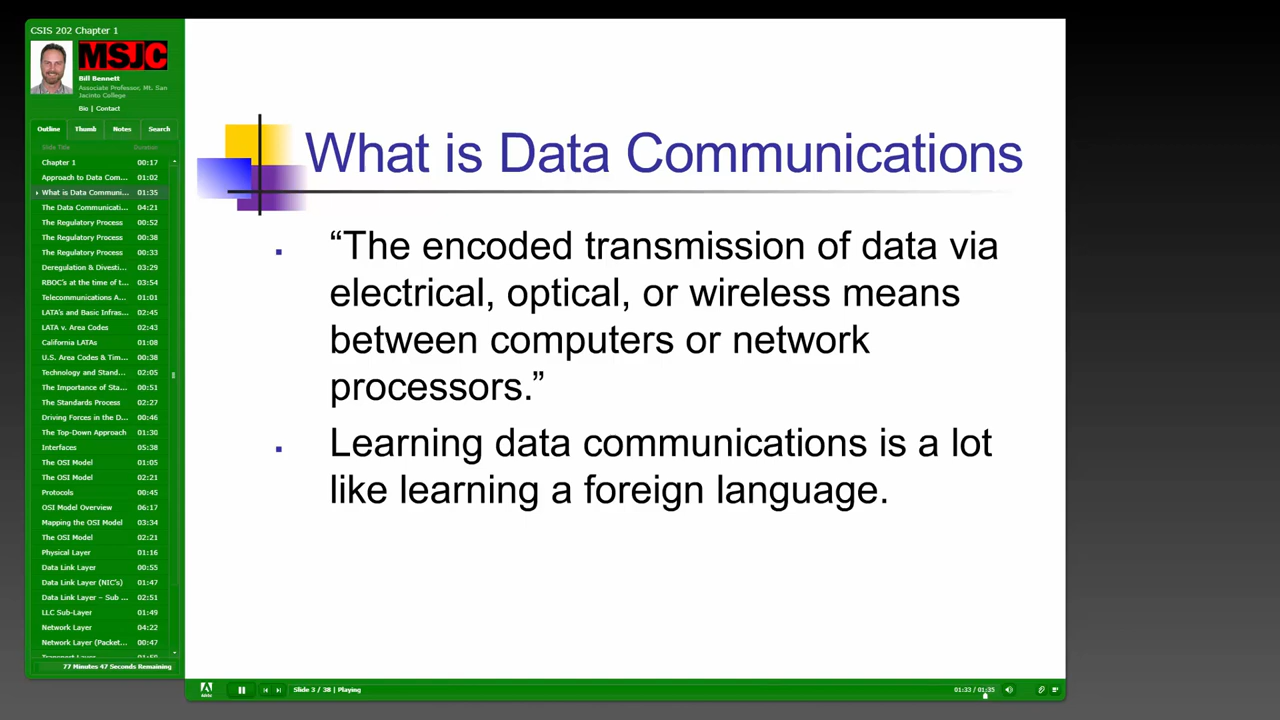 CSIS 202 Chapter 1
MSJC
Bill Bennett
Associate Professor, Mt. San
Jacinto College
Bio | Contact
Outline Thumb Notes Search
Slide Title Duration
Chapter 1 00:17
Approach to Data Com... 01:02
What is Data Communi... 01:35
The Data Communicati... 04:21
The Regulatory Process 00:52
The Regulatory Process 00:38
The Regulatory Process 00:33
Deregulation & Divesti... 03:29
RBOC's at the time of t... 03:54
Telecommunications A... 01:01
LATA's and Basic Infras... 02:45
LATA v. Area Codes 02:43
California LATAs 01:08
U.S. Area Codes & Tim... 00:38
Technology and Stand... 02:05
The Importance of Sta... 00:51
The Standards Process 02:27
Driving Forces in the D... 00:46
The Top-Down Approach 01:30
Interfaces 05:38
The OSI Model 01:05
The OSI Model 02:21
Protocols 00:45
OSI Model Overview 06:17
Mapping the OSI Model 03:34
The OSI Model 02:21
Physical Layer 01:16
Data Link Layer 00:55
Data Link Layer (NIC's) 01:47
Data Link Layer – Sub ... 02:51
LLC Sub-Layer 01:49
Network Layer 04:22
Network Layer (Packet... 00:47
77 Minutes 47 Seconds Remaining
What is Data Communications
“The encoded transmission of data via
electrical, optical, or wireless means
between computers or network
processors.”
Learning data communications is a lot
like learning a foreign language.
Slide 3 / 38 | Playing
01:33 / 01:35